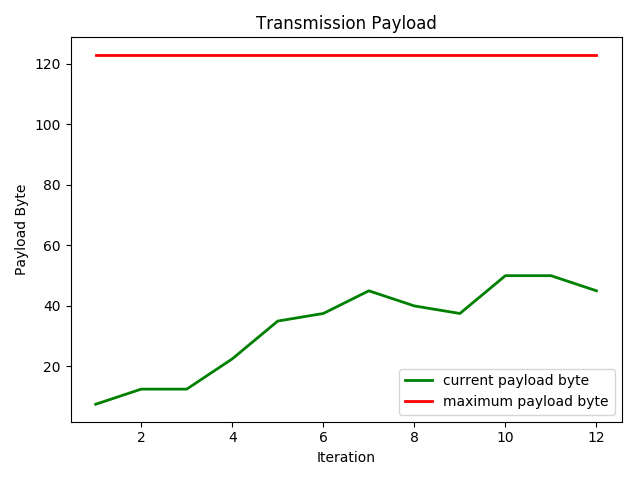 Transmission Payload
Payload Byte
120
100
80
60
40
20
current payload byte
maximum payload byte
2 4 6 8 10 12
Iteration